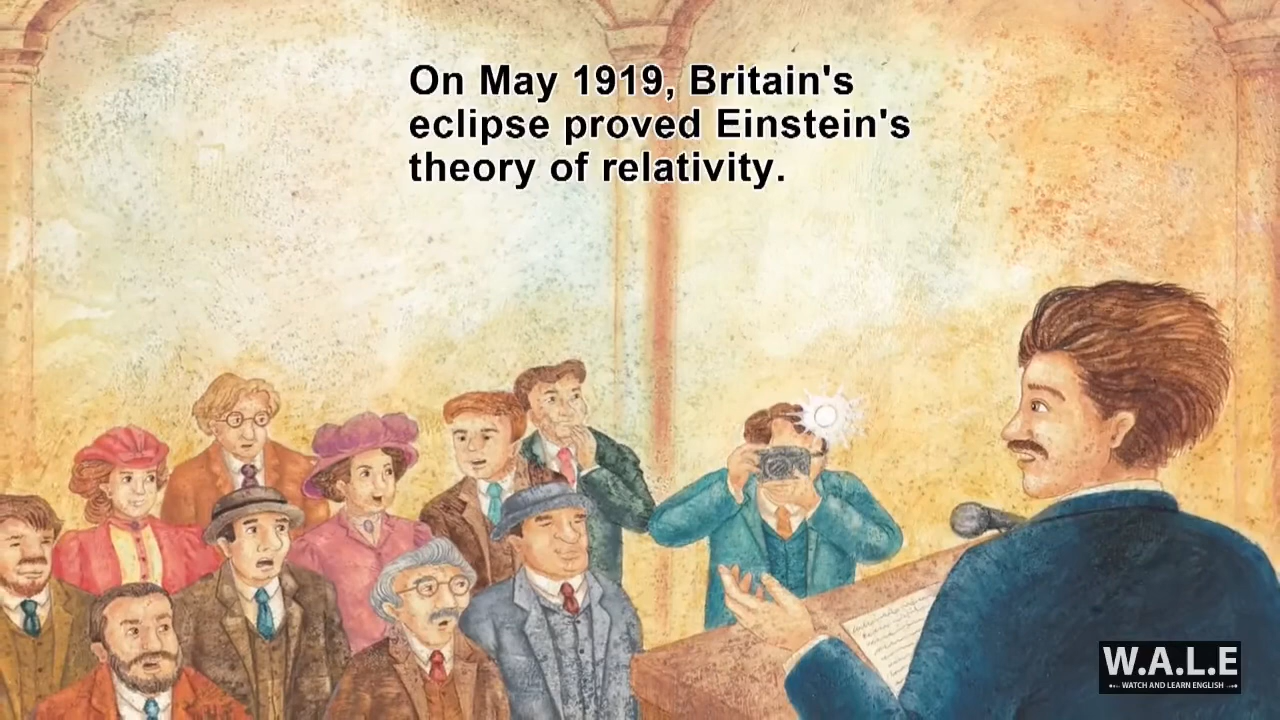 On May 1919, Britain's
eclipse proved Einstein's
theory of relativity.
W.A.L.E
WATCH AND LEARN ENGLISH